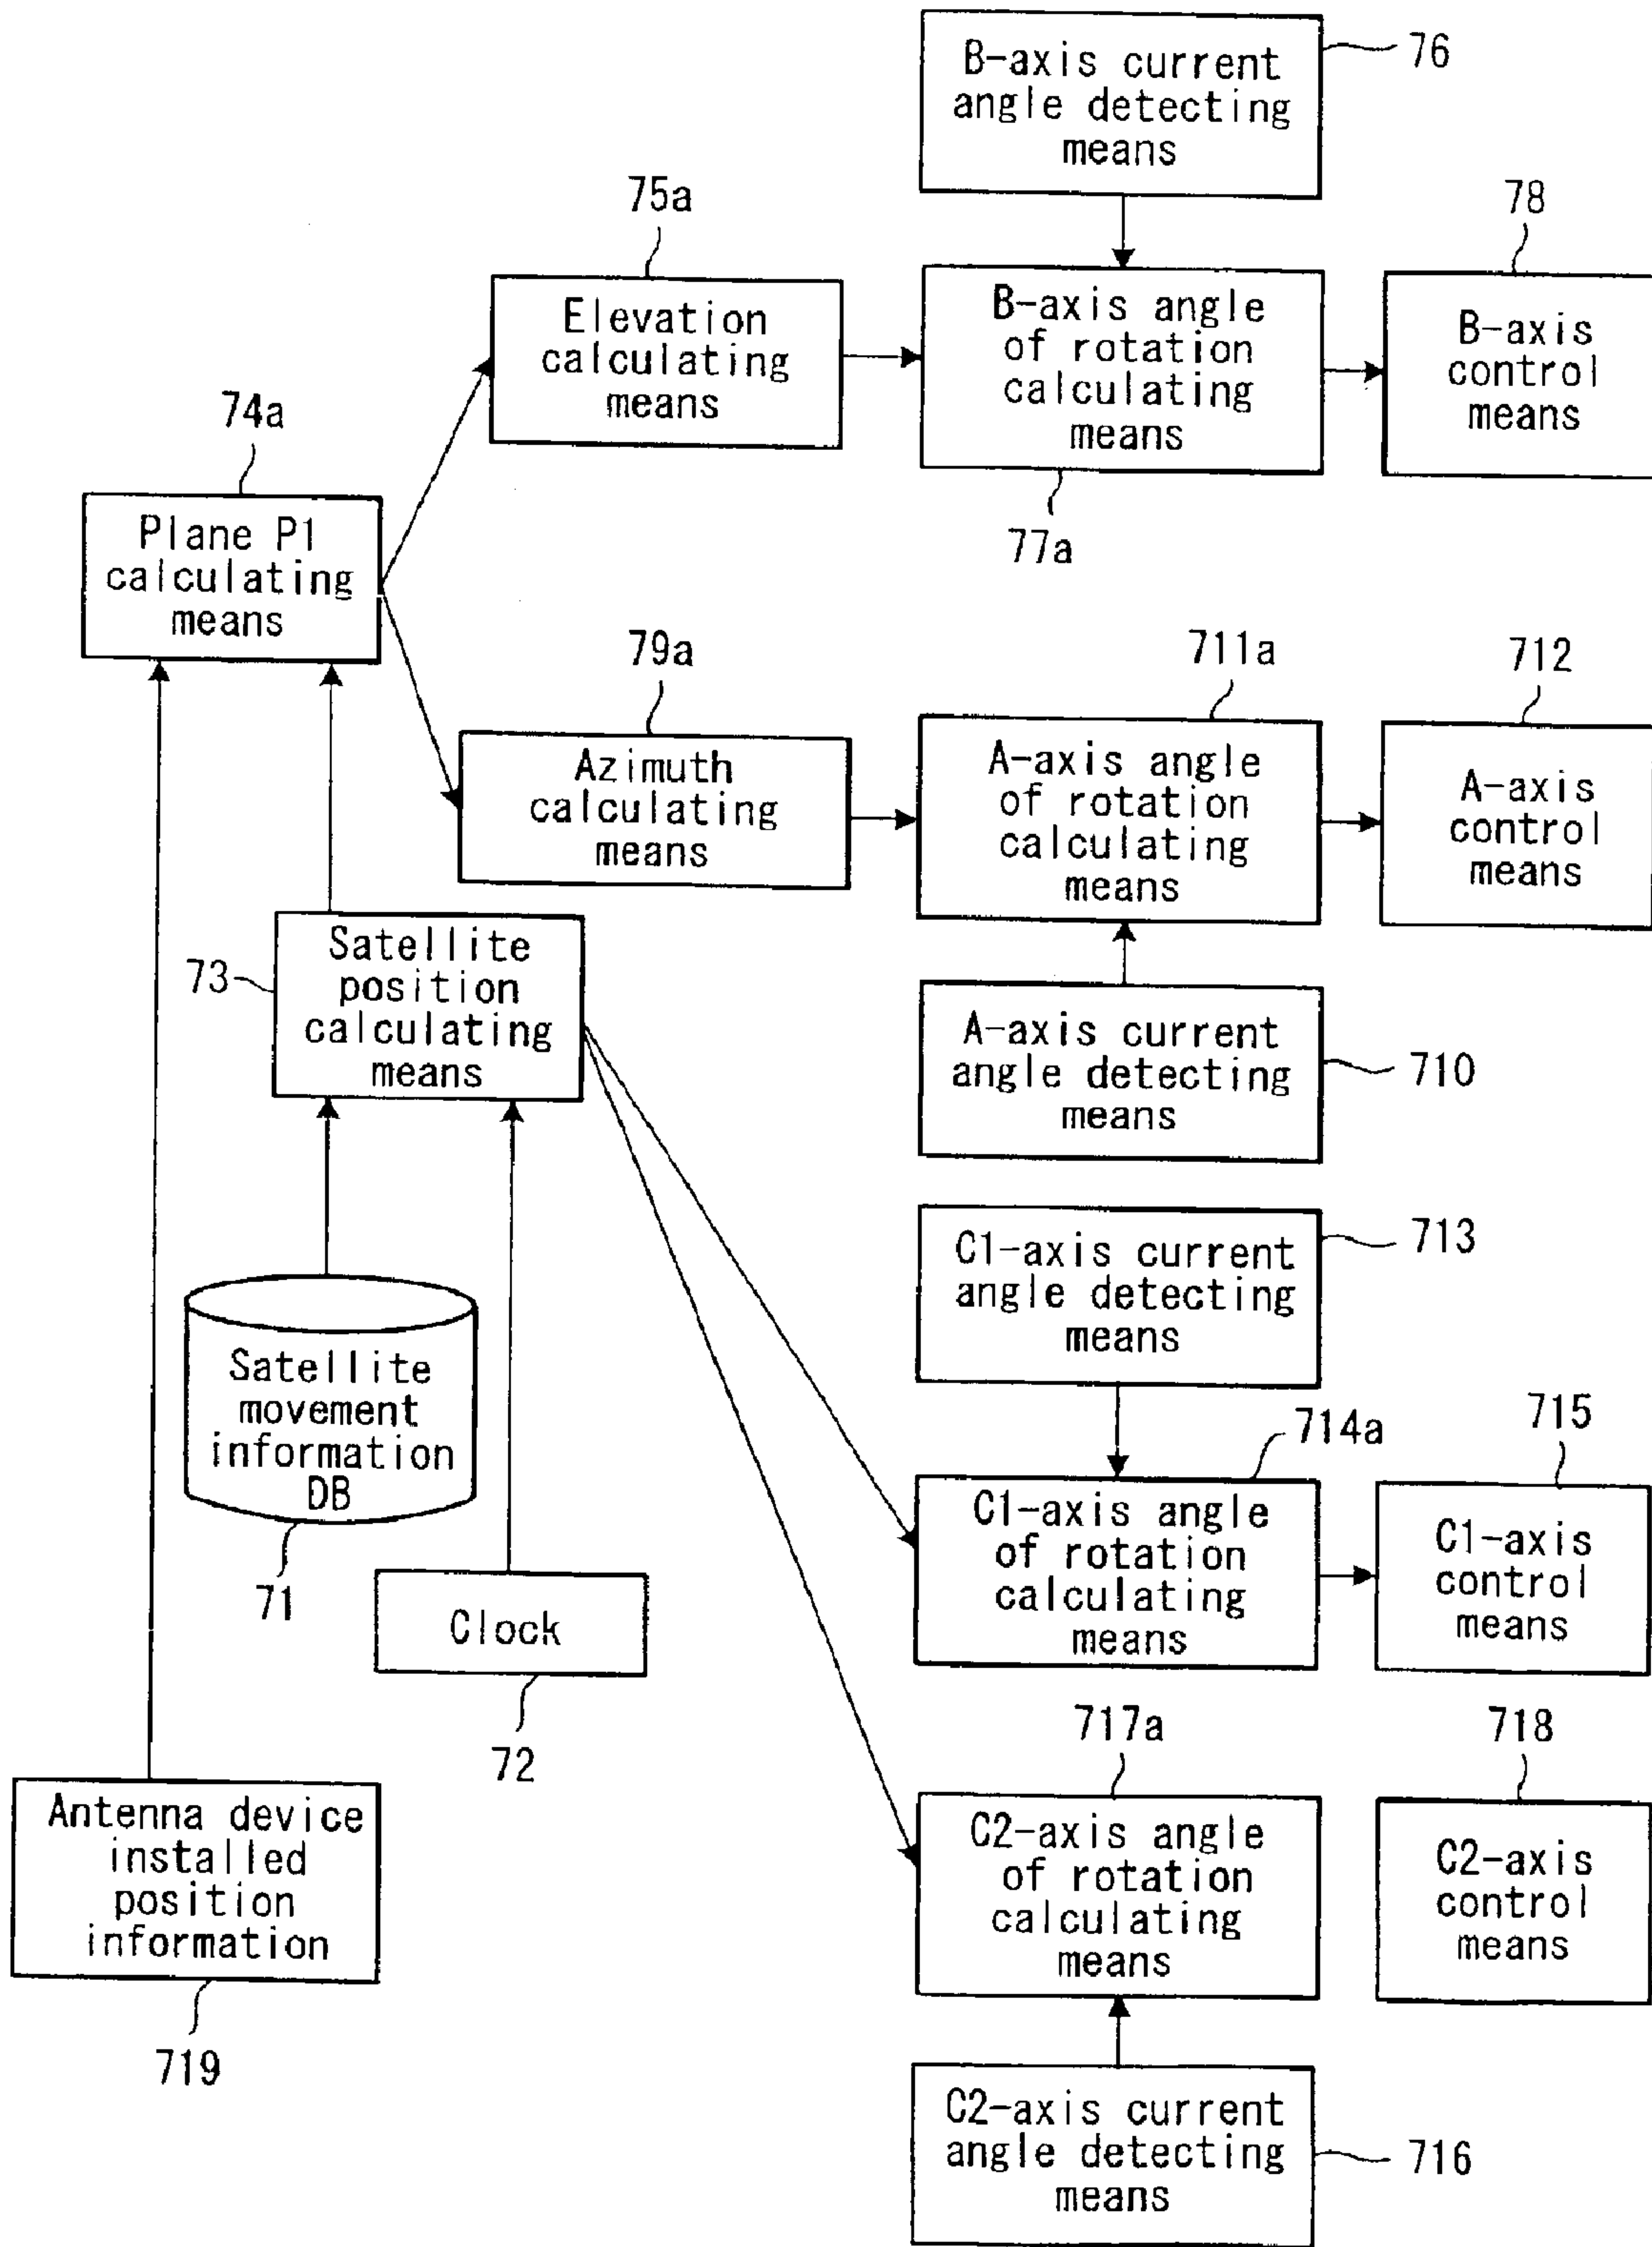 B-axis current
angle detecting
means
76
75a
78
Elevation
calculating
means
B-axis angle
of rotation
calculating
means
B-axis
control
means
74a
77a
Plane P1
calculating
means
79a
711a
712
Azimuth
calculating
means
A-axis angle
of rotation
calculating
means
A-axis
control
means
73
Satellite
position
calculating
means
A-axis current
angle detecting
means
710
C1-axis current
angle detecting
means
713
Satellite
movement
information
DB
71
714a
715
C1-axis angle
of rotation
calculating
means
C1-axis
control
means
Clock
72
717a
718
Antenna device
installed
position
information
719
C2-axis angle
of rotation
calculating
means
C2-axis
control
means
C2-axis current
angle detecting
means
716